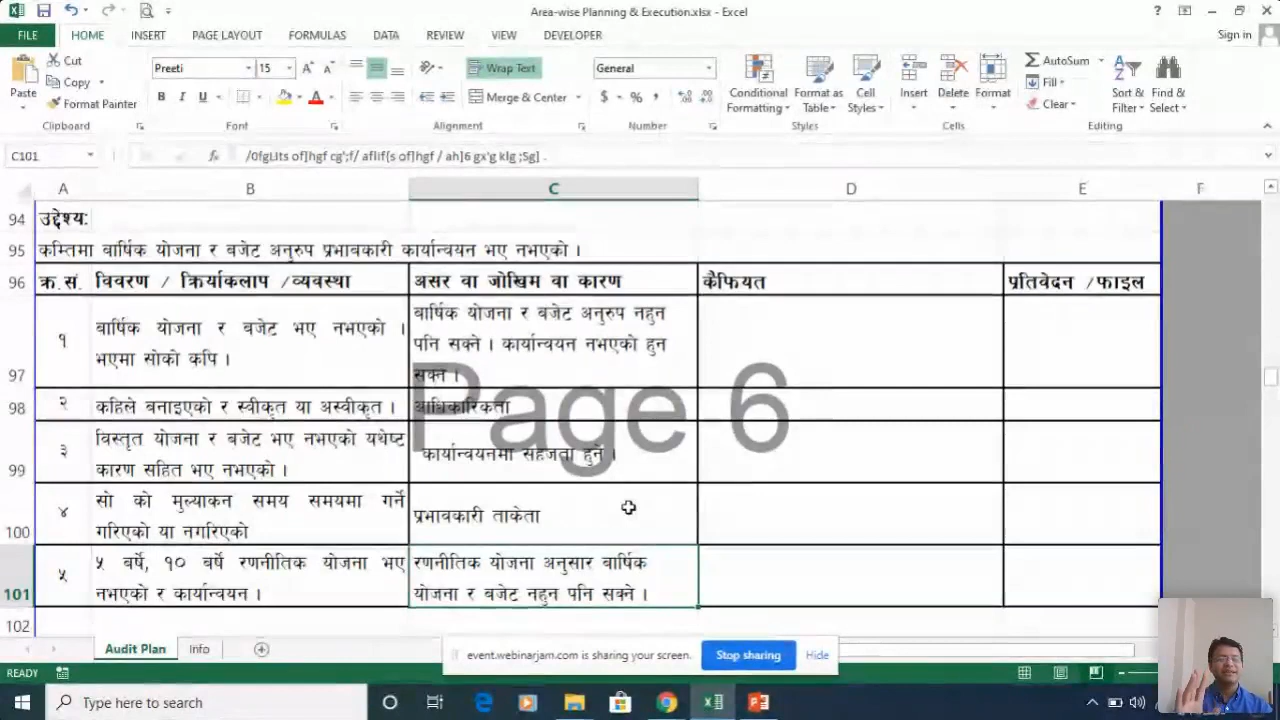 Area-wise Planning & Execution.xlsx - Excel
FILE HOME INSERT PAGE LAYOUT FORMULAS DATA REVIEW VIEW DEVELOPER Sign in
Paste Cut Copy Format Painter Clipboard
Preeti 15 B I U Font
Wrap Text Merge & Center Alignment
General $ % , Number
Conditional Formatting Format as Table Cell Styles Styles
Insert Delete Format Cells
AutoSum Fill Clear Sort & Filter Find & Select Editing
C101 fx /0fgLlts of]hgf cg';f/ aflif{s of]hgf / ah]6 gx'g klg ;Sg] .
A B C D E F
94 उद्देश्य:
95 कम्तिमा बार्षिक योजना र बजेट अनुरुप प्रभाबकारी कार्यान्वयन भए नभएको ।
96 क्र.सं. विवरण / क्रिर्याकलाप /व्यवस्था असर वा जोखिम वा कारण कैफियत प्रतिवेदन /फाइल
97 १ बार्षिक योजना र बजेट भए नभएको । भएमा सोको कपि । बार्षिक योजना र बजेट अनुरुप नहुन पनि सक्ने । कार्यान्वयन नभएको हुन सक्ने ।
98 २ कहिले बनाइएको र स्वीकृत या अस्वीकृत । आधिकारिकता
99 ३ विस्तृत योजना र बजेट भए नभएको यथेष्ट कारण सहित भए नभएको । कार्यान्वयनमा सहजता हुने ।
100 ४ सो को मुल्याकन समय समयमा गर्ने गरिएको या नगरिएको प्रभावकारी ताकेता
101 ५ ५ बर्षे, १० बर्षे रणनीतिक योजना भए नभएको र कार्यान्वयन । रणनीतिक योजना अनुसार बार्षिक योजना र बजेट नहुन पनि सक्ने ।
102
Page 6
Audit Plan Info
event.webinarjam.com is sharing your screen. Stop sharing Hide
READY
Type here to search